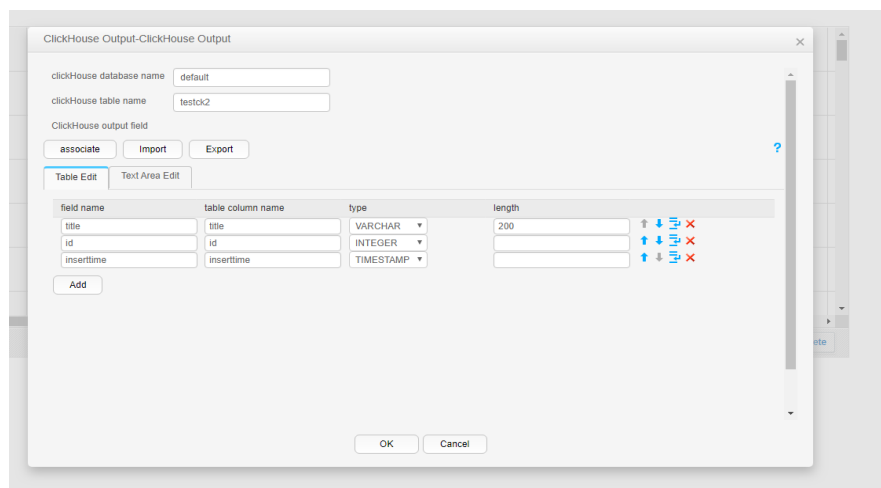 ClickHouse Output-ClickHouse Output
clickHouse database name default
clickHouse table name testck2
ClickHouse output field
associate Import Export ?
Table Edit Text Area Edit
field name table column name type length
title title VARCHAR 200
id id INTEGER
inserttime inserttime TIMESTAMP
Add
ete
OK Cancel